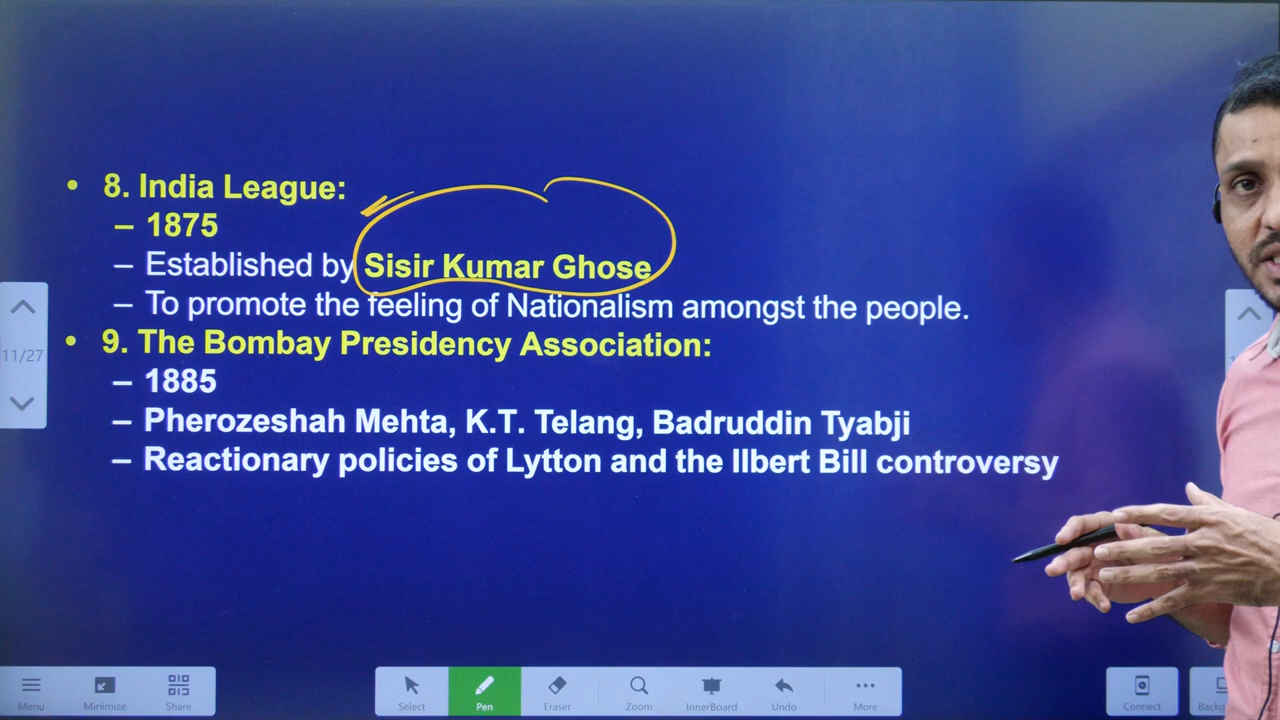 • 8. India League:
– 1875
– Established by Sisir Kumar Ghose
– To promote the feeling of Nationalism amongst the people.
11/27
• 9. The Bombay Presidency Association:
– 1885
– Pherozeshah Mehta, K.T. Telang, Badruddin Tyabji
– Reactionary policies of Lytton and the Ilbert Bill controversy
Menu Minimize Share Select Pen Eraser Zoom InnerBoard Undo More Connect